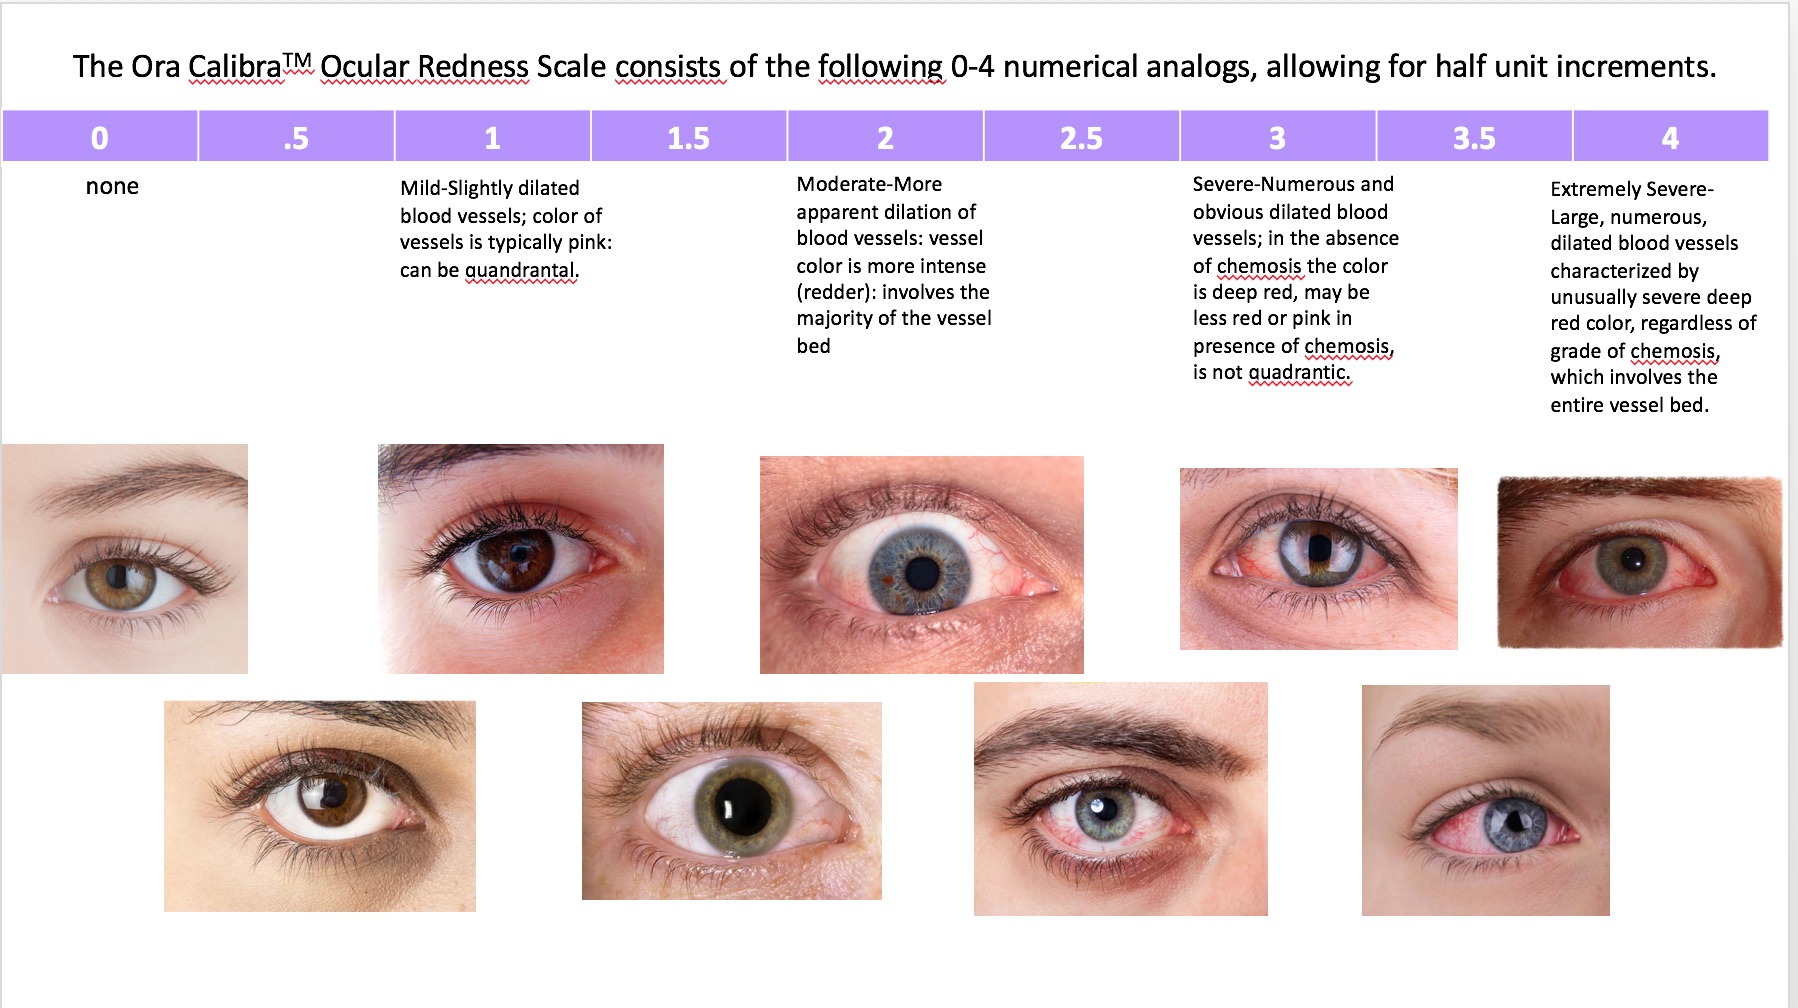 The Ora Calibra™ Ocular Redness Scale consists of the following 0-4 numerical analogs, allowing for half unit increments.
0 .5 1 1.5 2 2.5 3 3.5 4
none
Mild-Slightly dilated
blood vessels; color of
vessels is typically pink:
can be quandrantal.
Moderate-More
apparent dilation of
blood vessels: vessel
color is more intense
(redder): involves the
majority of the vessel
bed
Severe-Numerous and
obvious dilated blood
vessels; in the absence
of chemosis the color
is deep red, may be
less red or pink in
presence of chemosis,
is not quadrantic.
Extremely Severe-
Large, numerous,
dilated blood vessels
characterized by
unusually severe deep
red color, regardless of
grade of chemosis,
which involves the
entire vessel bed.